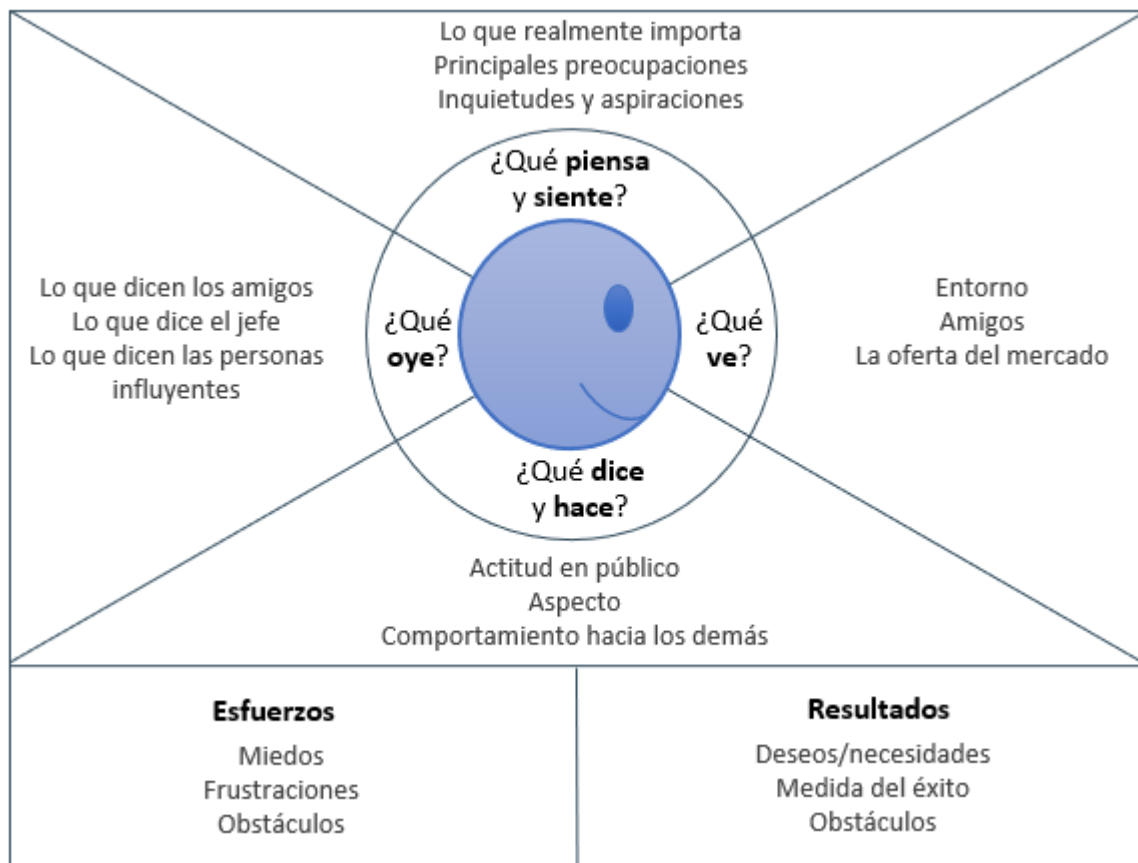 Lo que realmente importa
Principales preocupaciones
Inquietudes y aspiraciones
¿Qué piensa
y siente?
Lo que dicen los amigos
Lo que dice el jefe
Lo que dicen las personas
influyentes
¿Qué
oye?
¿Qué
ve?
Entorno
Amigos
La oferta del mercado
¿Qué dice
y hace?
Actitud en público
Aspecto
Comportamiento hacia los demás
Esfuerzos
Miedos
Frustraciones
Obstáculos
Resultados
Deseos/necesidades
Medida del éxito
Obstáculos